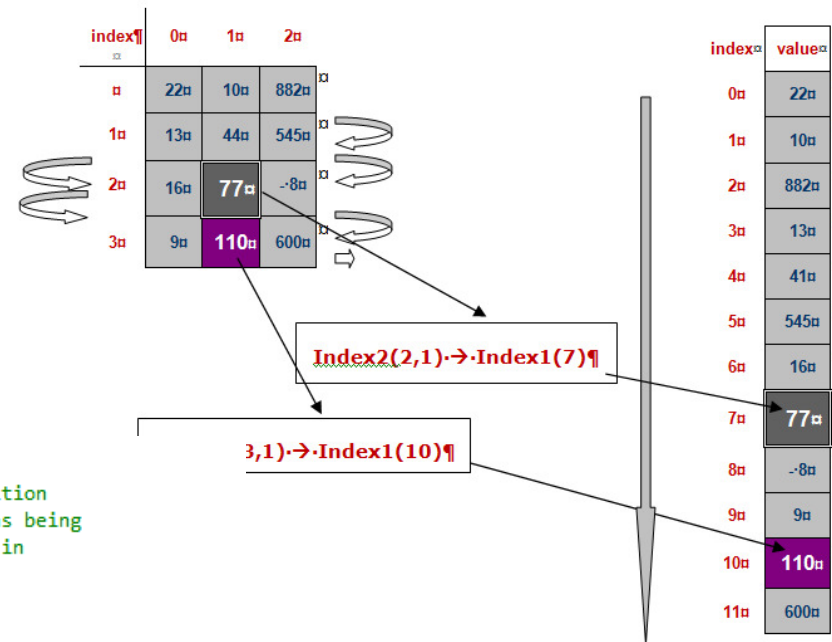 index¶ 0¤ 1¤ 2¤
¤
¤ 22¤ 10¤ 882¤ ¤
1¤ 13¤ 44¤ 545¤ ¤
2¤ 16¤ 77¤ -·8¤ ¤
3¤ 9¤ 110¤ 600¤ ¤
Index2(2,1)·→·Index1(7)¶
3,1)·→·Index1(10)¶
tion
s being
in
index¤ value¤
0¤ 22¤
1¤ 10¤
2¤ 882¤
3¤ 13¤
4¤ 41¤
5¤ 545¤
6¤ 16¤
7¤ 77¤
8¤ -·8¤
9¤ 9¤
10¤ 110¤
11¤ 600¤